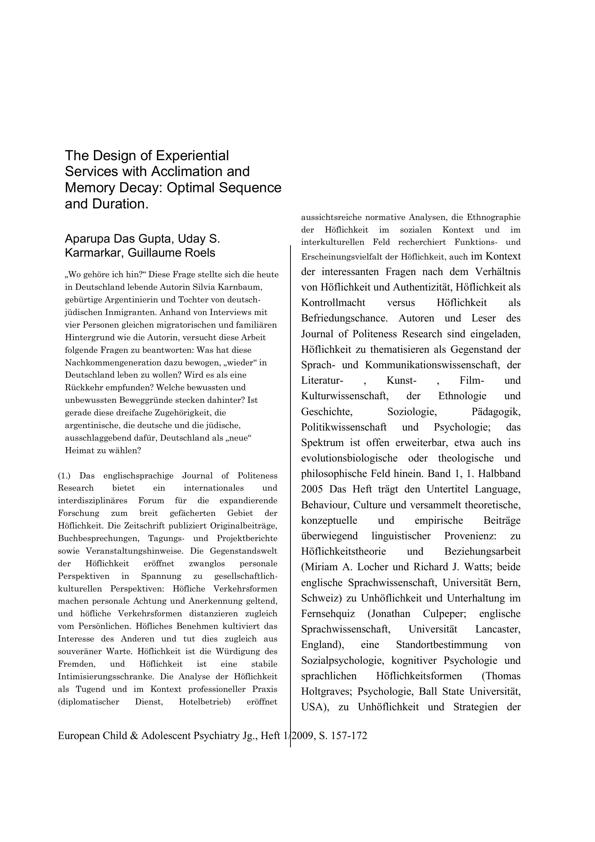 The Design of Experiential
Services with Acclimation and
Memory Decay: Optimal Sequence
and Duration.
Aparupa Das Gupta, Uday S.
Karmarkar, Guillaume Roels
„Wo gehöre ich hin?“ Diese Frage stellte sich die heute
in Deutschland lebende Autorin Silvia Karnbaum,
gebürtige Argentinierin und Tochter von deutsch-
jüdischen Inmigranten. Anhand von Interviews mit
vier Personen gleichen migratorischen und familiären
Hintergrund wie die Autorin, versucht diese Arbeit
folgende Fragen zu beantworten: Was hat diese
Nachkommengeneration dazu bewogen, „wieder“ in
Deutschland leben zu wollen? Wird es als eine
Rückkehr empfunden? Welche bewussten und
unbewussten Beweggründe stecken dahinter? Ist
gerade diese dreifache Zugehörigkeit, die
argentinische, die deutsche und die jüdische,
ausschlaggebend dafür, Deutschland als „neue“
Heimat zu wählen?
(1.) Das englischsprachige Journal of Politeness
Research bietet ein internationales und
interdisziplinäres Forum für die expandierende
Forschung zum breit gefächerten Gebiet der
Höflichkeit. Die Zeitschrift publiziert Originalbeiträge,
Buchbesprechungen, Tagungs- und Projektberichte
sowie Veranstaltungshinweise. Die Gegenstandswelt
der Höflichkeit eröffnet zwanglos personale
Perspektiven in Spannung zu gesellschaftlich-
kulturellen Perspektiven: Höfliche Verkehrsformen
machen personale Achtung und Anerkennung geltend,
und höfliche Verkehrsformen distanzieren zugleich
vom Persönlichen. Höfliches Benehmen kultiviert das
Interesse des Anderen und tut dies zugleich aus
souveräner Warte. Höflichkeit ist die Würdigung des
Fremden, und Höflichkeit ist eine stabile
Intimisierungsschranke. Die Analyse der Höflichkeit
als Tugend und im Kontext professioneller Praxis
(diplomatischer Dienst, Hotelbetrieb) eröffnet
aussichtsreiche normative Analysen, die Ethnographie
der Höflichkeit im sozialen Kontext und im
interkulturellen Feld recherchiert Funktions- und
Erscheinungsvielfalt der Höflichkeit, auch im Kontext
der interessanten Fragen nach dem Verhältnis
von Höflichkeit und Authentizität, Höflichkeit als
Kontrollmacht versus Höflichkeit als
Befriedungschance. Autoren und Leser des
Journal of Politeness Research sind eingeladen,
Höflichkeit zu thematisieren als Gegenstand der
Sprach- und Kommunikationswissenschaft, der
Literatur- , Kunst- , Film- und
Kulturwissenschaft, der Ethnologie und
Geschichte, Soziologie, Pädagogik,
Politikwissenschaft und Psychologie; das
Spektrum ist offen erweiterbar, etwa auch ins
evolutionsbiologische oder theologische und
philosophische Feld hinein. Band 1, 1. Halbband
2005 Das Heft trägt den Untertitel Language,
Behaviour, Culture und versammelt theoretische,
konzeptuelle und empirische Beiträge
überwiegend linguistischer Provenienz: zu
Höflichkeitstheorie und Beziehungsarbeit
(Miriam A. Locher und Richard J. Watts; beide
englische Sprachwissenschaft, Universität Bern,
Schweiz) zu Unhöflichkeit und Unterhaltung im
Fernsehquiz (Jonathan Culpeper; englische
Sprachwissenschaft, Universität Lancaster,
England), eine Standortbestimmung von
Sozialpsychologie, kognitiver Psychologie und
sprachlichen Höflichkeitsformen (Thomas
Holtgraves; Psychologie, Ball State Universität,
USA), zu Unhöflichkeit und Strategien der
European Child & Adolescent Psychiatry Jg., Heft 1/2009, S. 157-172